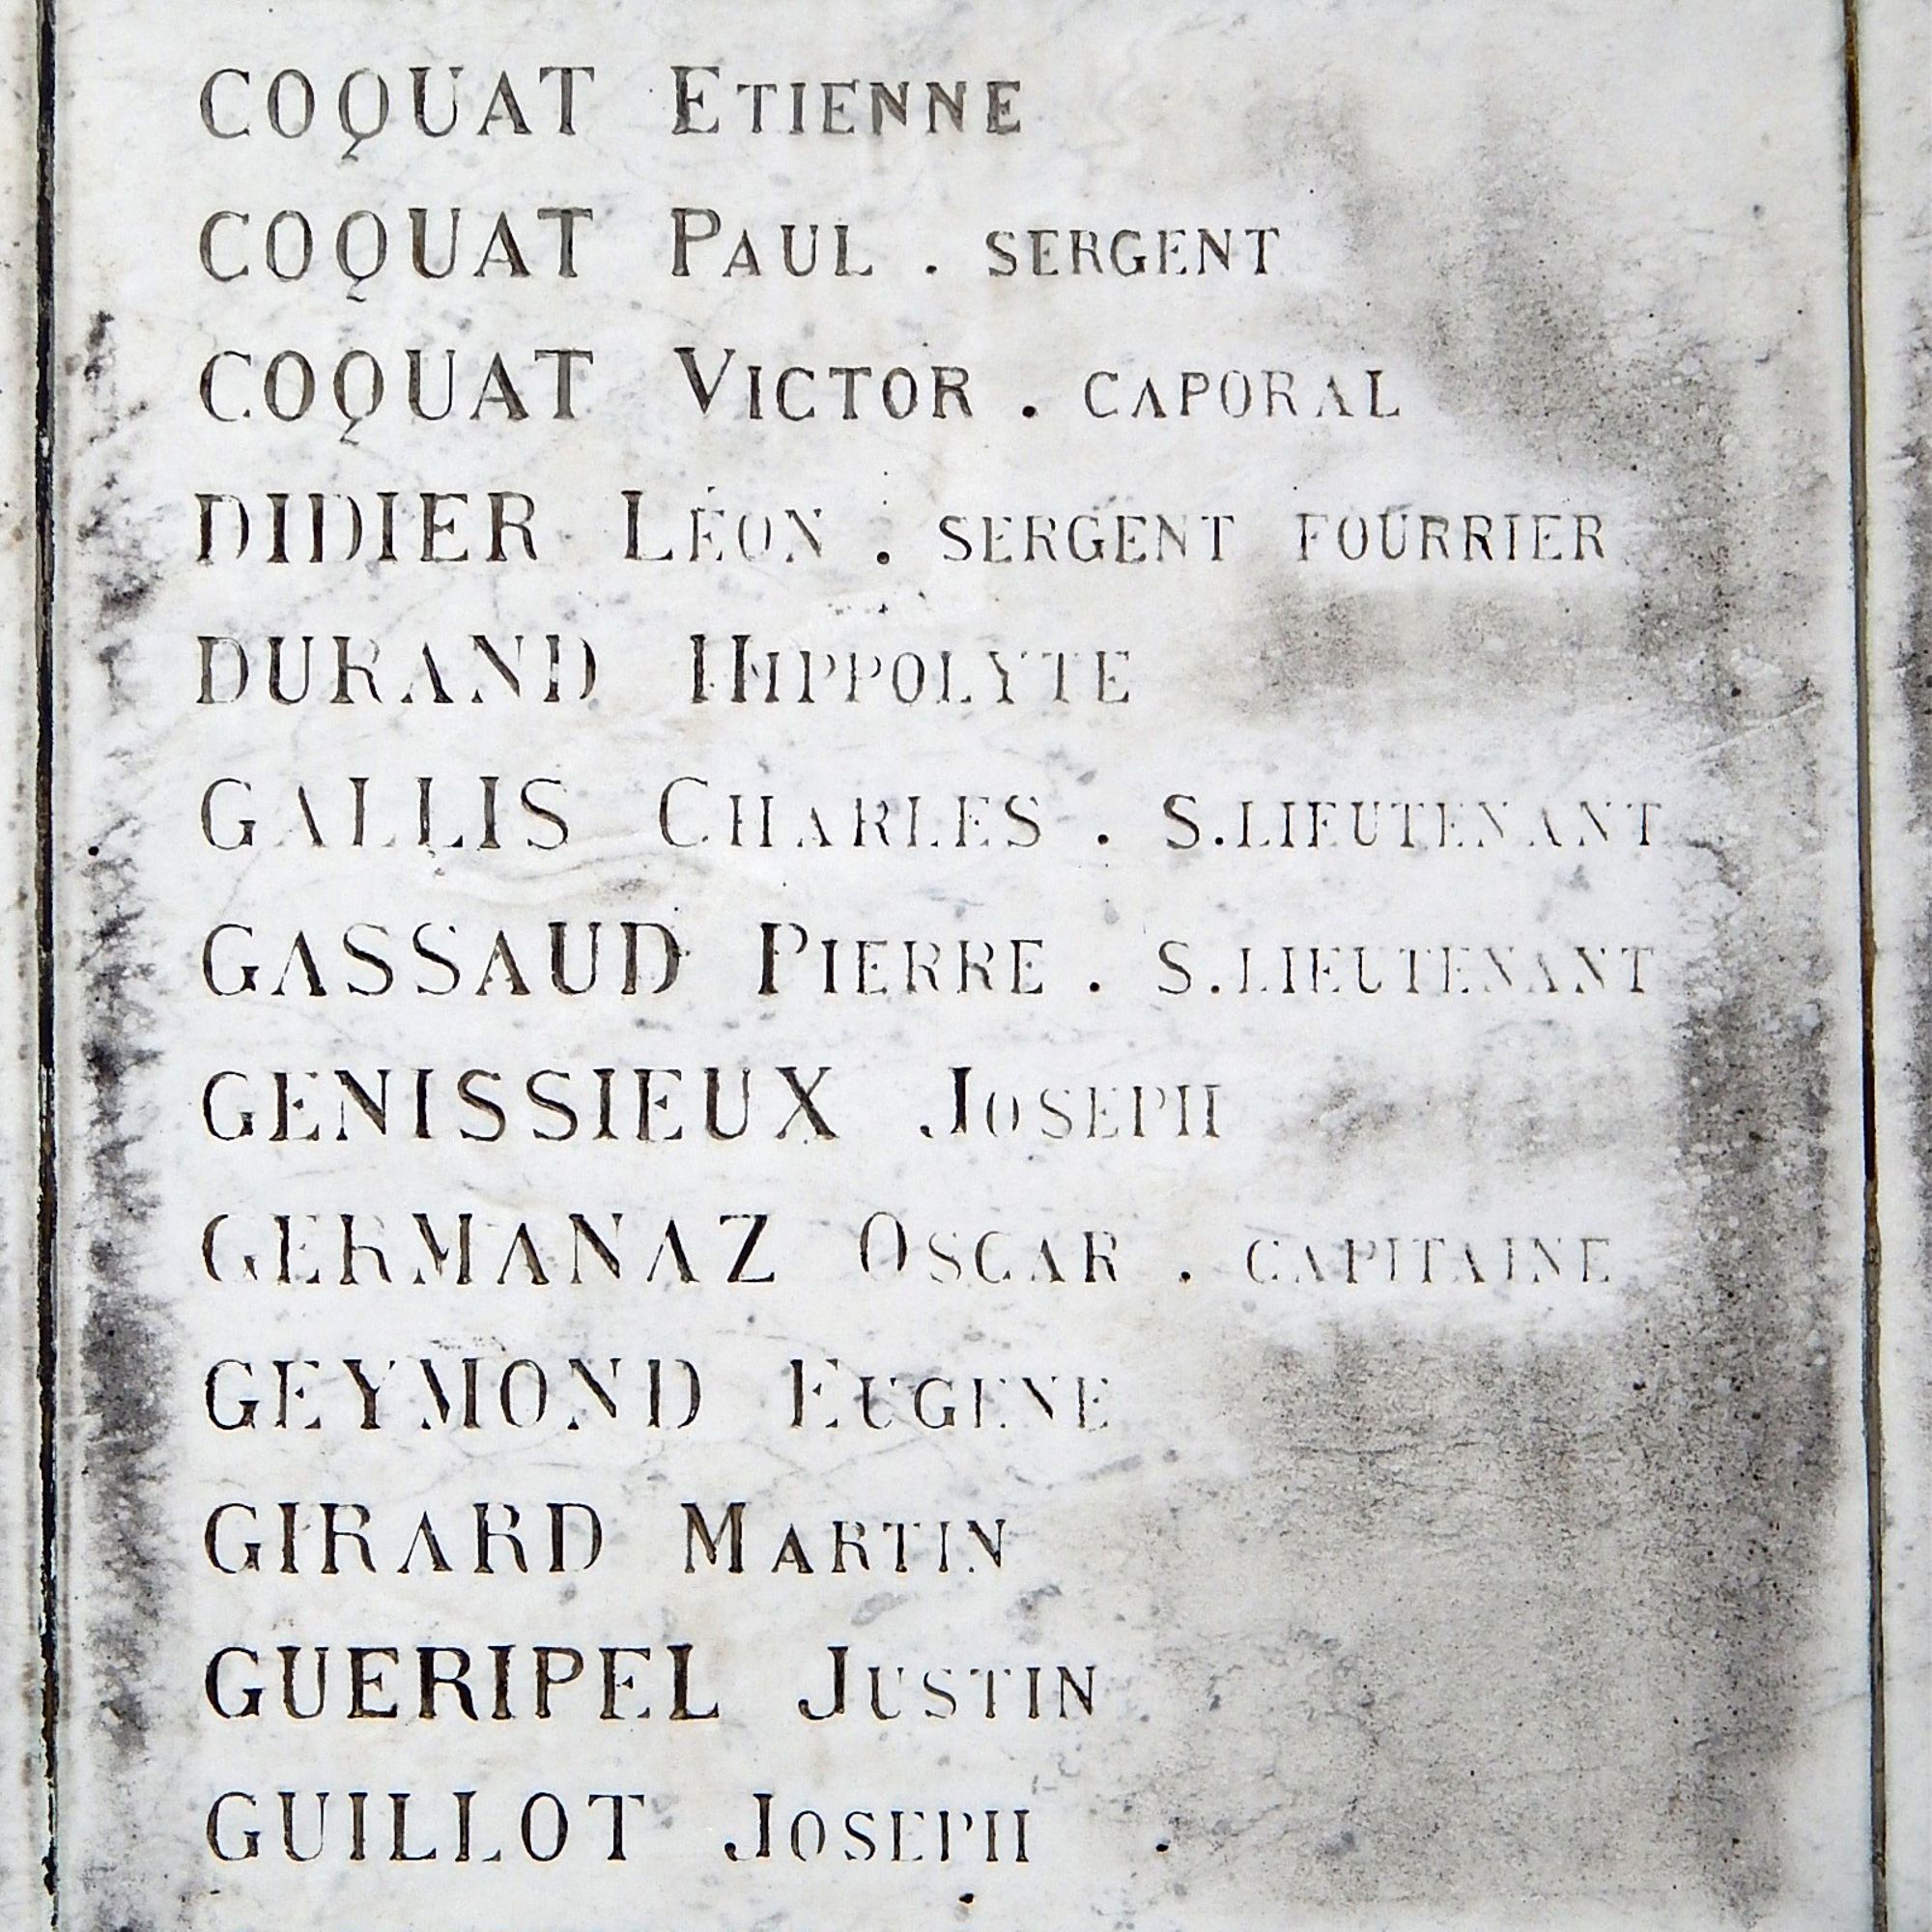 COQUAT ETIENNE
COQUAT PAUL . SERGENT
COQUAT VICTOR . CAPORAL
DIDIER LÉON . SERGENT FOURRIER
DURAND HIPPOLYTE
GALLIS CHARLES . S.LIEUTENANT
GASSAUD PIERRE . S.LIEUTENANT
GENISSIEUX JOSEPH
GERMANAZ OSCAR . CAPITAINE
GEYMOND EUGENE
GIRARD MARTIN
GUERIPEL JUSTIN
GUILLOT JOSEPH .